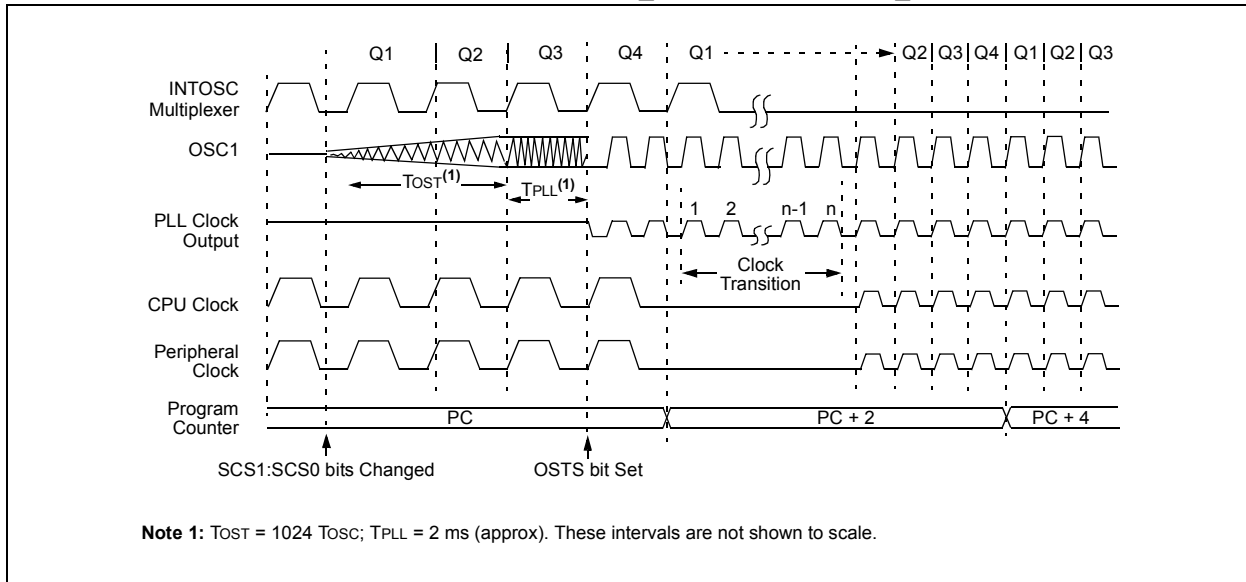 Q1 Q2 Q3 Q4 Q1 Q2 Q3 Q4 Q1 Q2 Q3
INTOSC
Multiplexer
OSC1
TOST(1)
TPLL(1)
PLL Clock
Output
1 2 n-1 n
Clock
Transition
CPU Clock
Peripheral
Clock
Program
Counter
PC PC + 2 PC + 4
SCS1:SCS0 bits Changed OSTS bit Set
Note 1: TOST = 1024 TOSC; TPLL = 2 ms (approx). These intervals are not shown to scale.